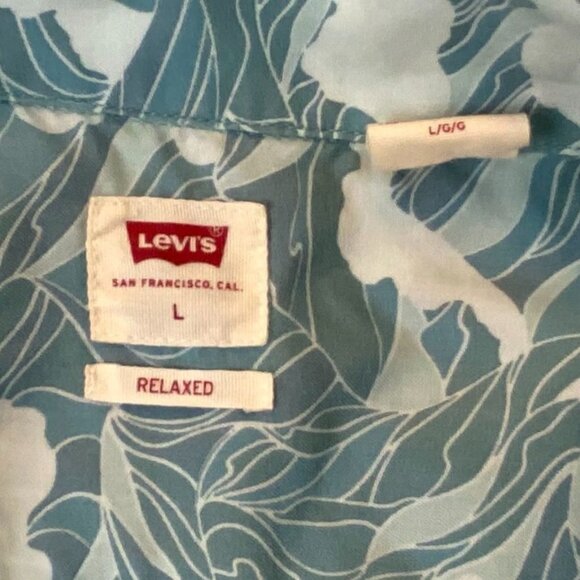 L/G/G
LEVI'S®
SAN FRANCISCO, CAL.
L
RELAXED